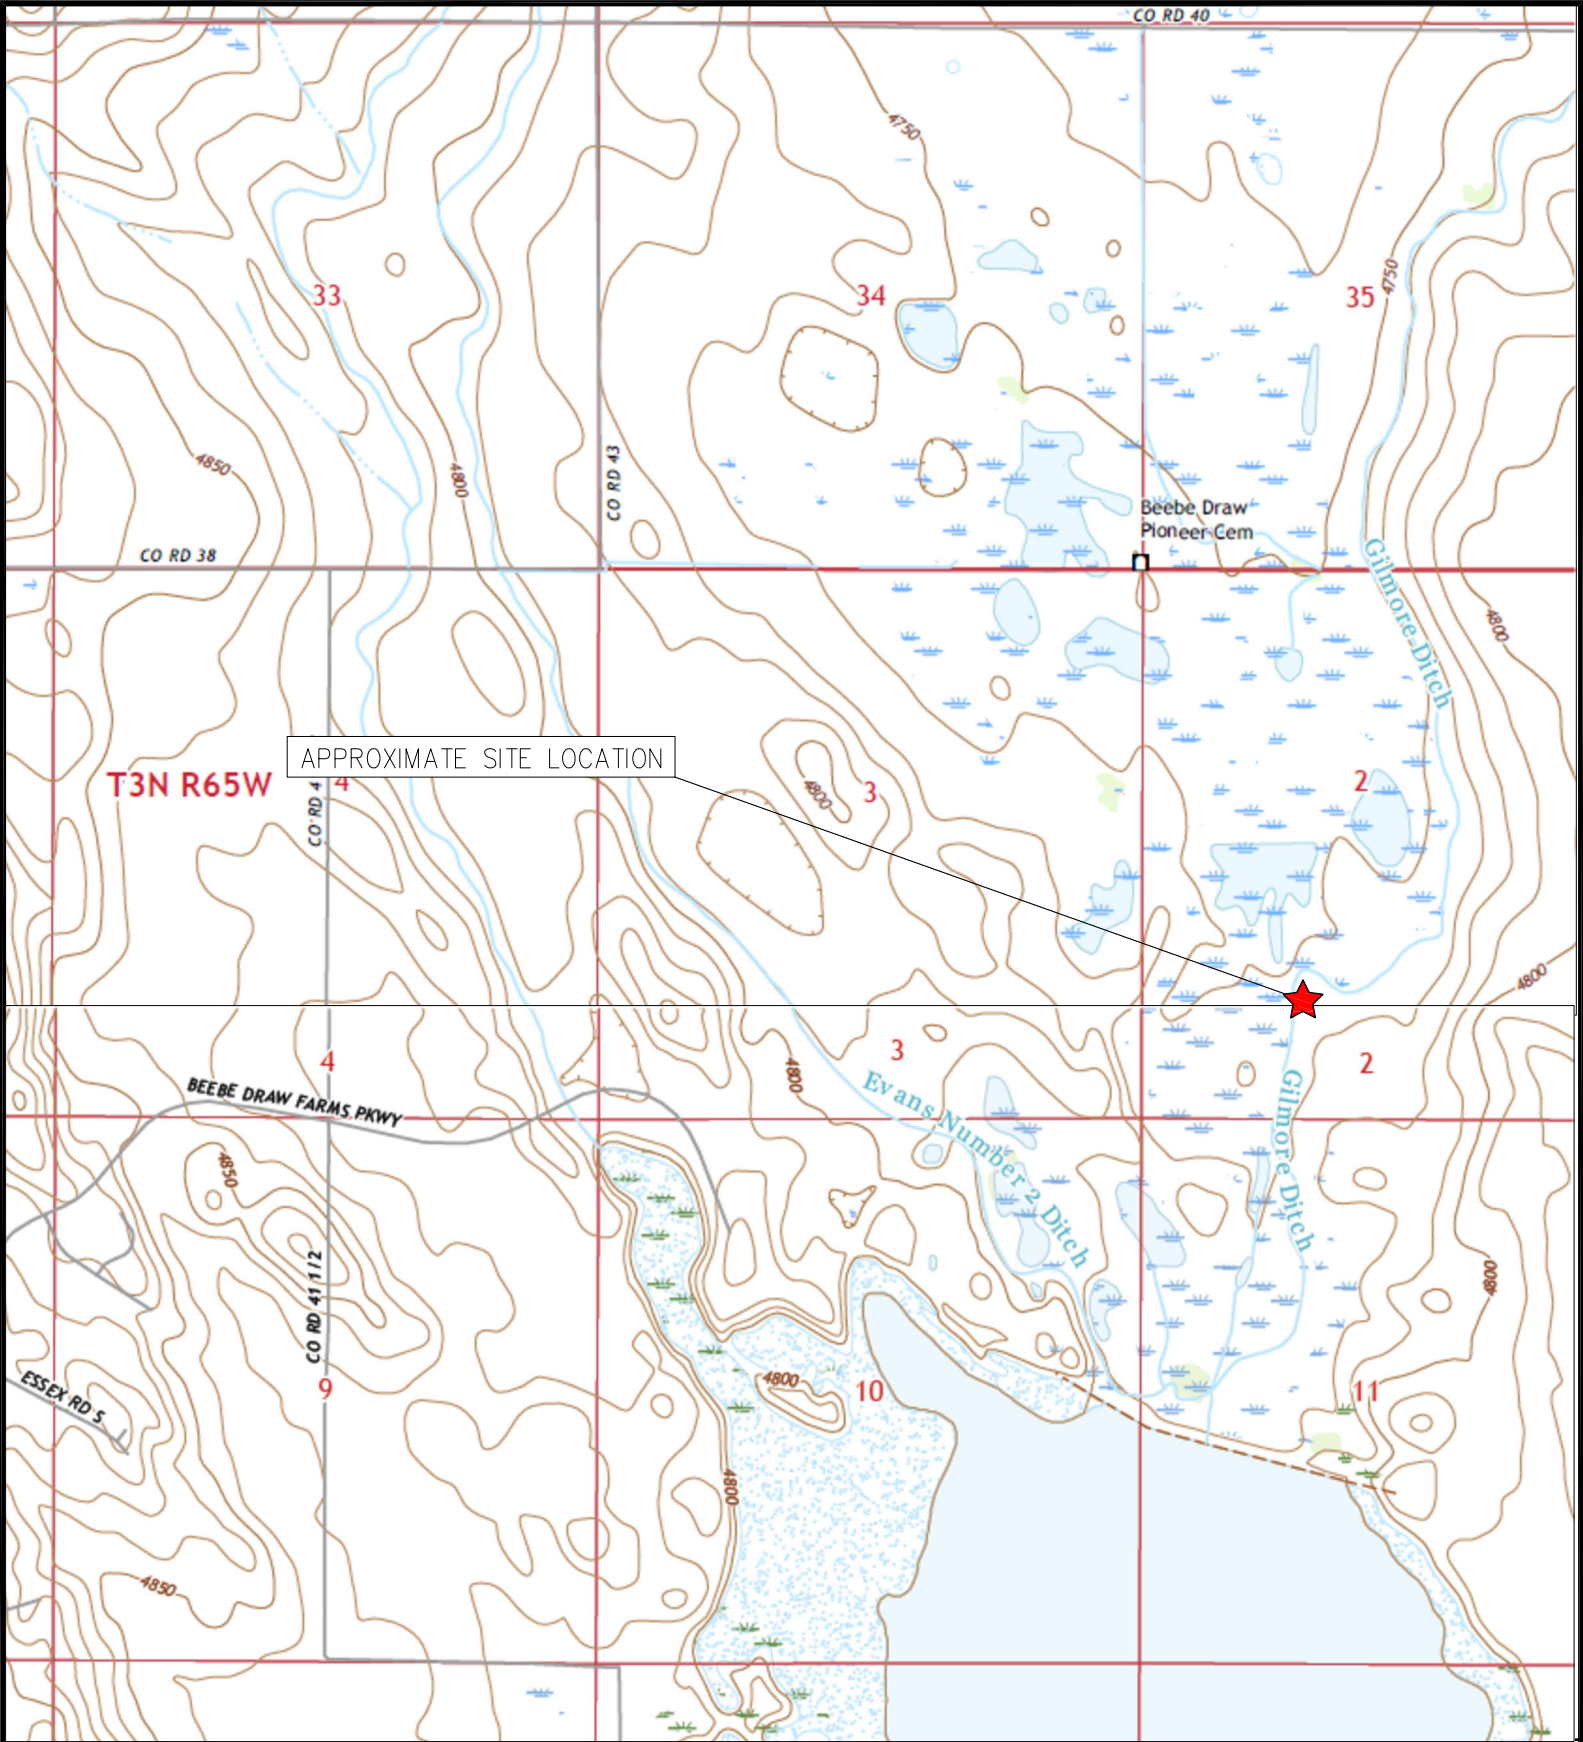 CO RD 40
4750
33
34
35
4750
4850
4800
CO RD 43
Beebe Draw
Pioneer Cem
CO RD 38
Gilmore Ditch
4800
APPROXIMATE SITE LOCATION
T3N R65W
4
CO RD 4
4800
3
2
4800
4
3
2
BEEBE DRAW FARMS PKWY
4800
Evans Number 2 Ditch
Gilmore Ditch
4850
CO RD 41 1/2
4800
ESSEX RD S
9
4800
10
11
4800
4850